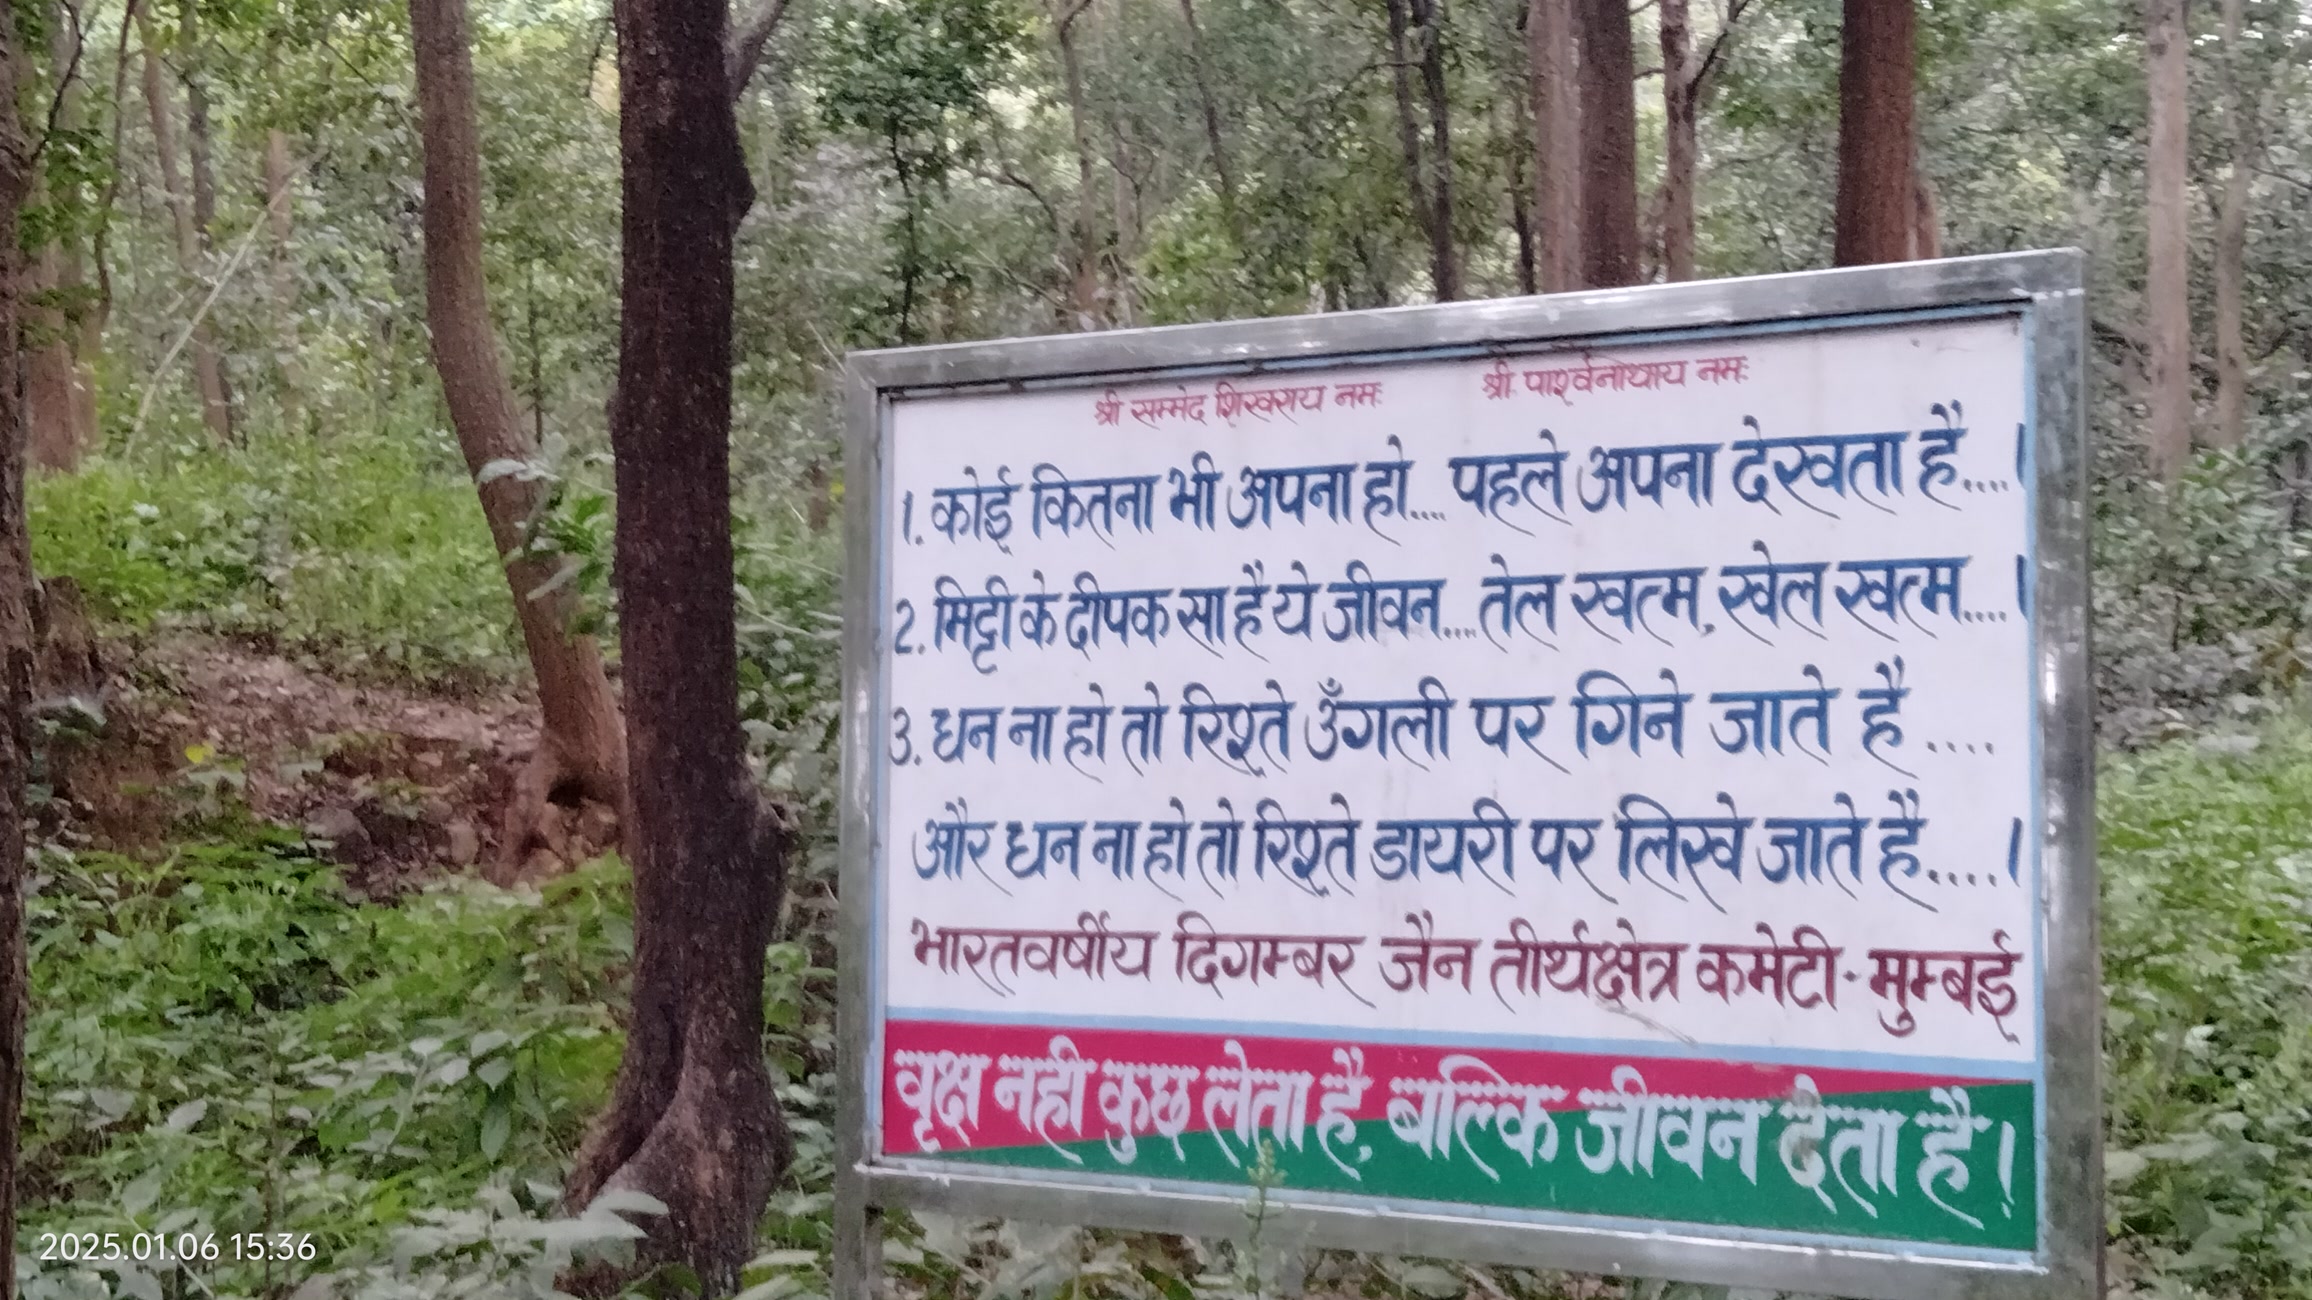 श्री सम्मेद शिखराय नमः श्री पार्श्वनाथाय नमः
1. कोई कितना भी अपना हो.... पहले अपना देखता है....।
2. मिट्टी के दीपक सा है ये जीवन....तेल खत्म, खेल खत्म....।
3. धन ना हो तो रिश्ते उँगली पर गिने जाते है ....
और धन ना हो तो रिश्ते डायरी पर लिखे जाते है....।
भारतवर्षीय दिगम्बर जैन तीर्थक्षेत्र कमेटी - मुम्बई
वृक्ष नही कुछ लेता है, बल्कि जीवन देता है।
2025.01.06 15:36